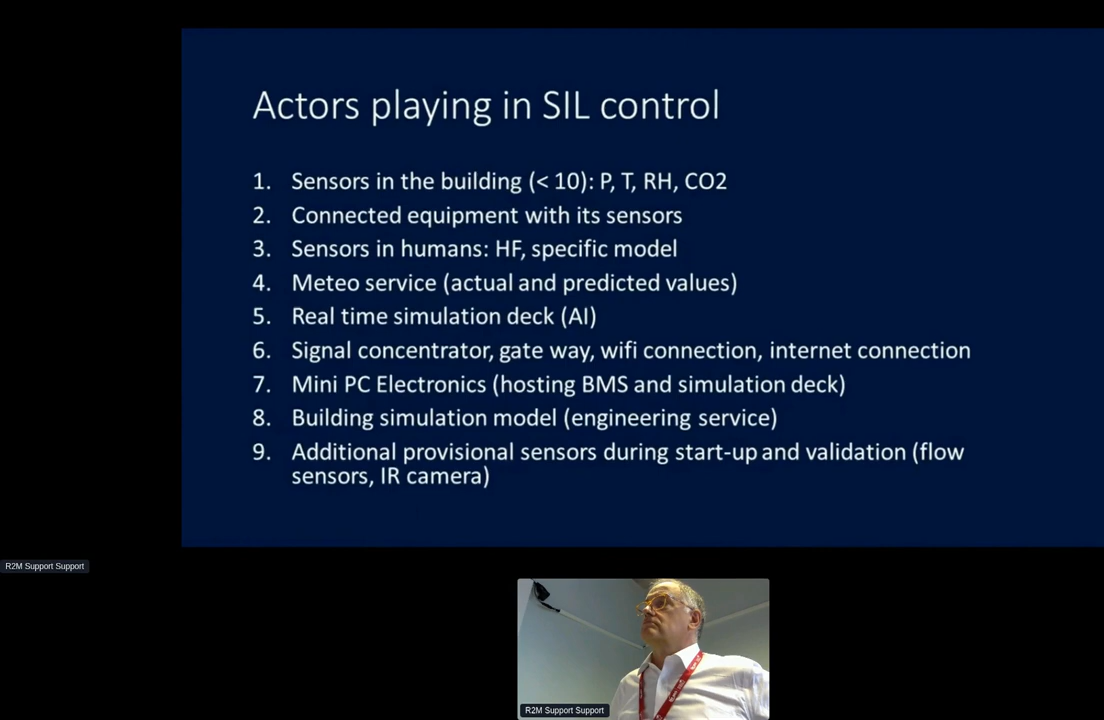 Actors playing in SIL control
1. Sensors in the building (< 10): P, T, RH, CO2
2. Connected equipment with its sensors
3. Sensors in humans: HF, specific model
4. Meteo service (actual and predicted values)
5. Real time simulation deck (AI)
6. Signal concentrator, gate way, wifi connection, internet connection
7. Mini PC Electronics (hosting BMS and simulation deck)
8. Building simulation model (engineering service)
9. Additional provisional sensors during start-up and validation (flow
sensors, IR camera)
R2M Support Support
R2M Support Support